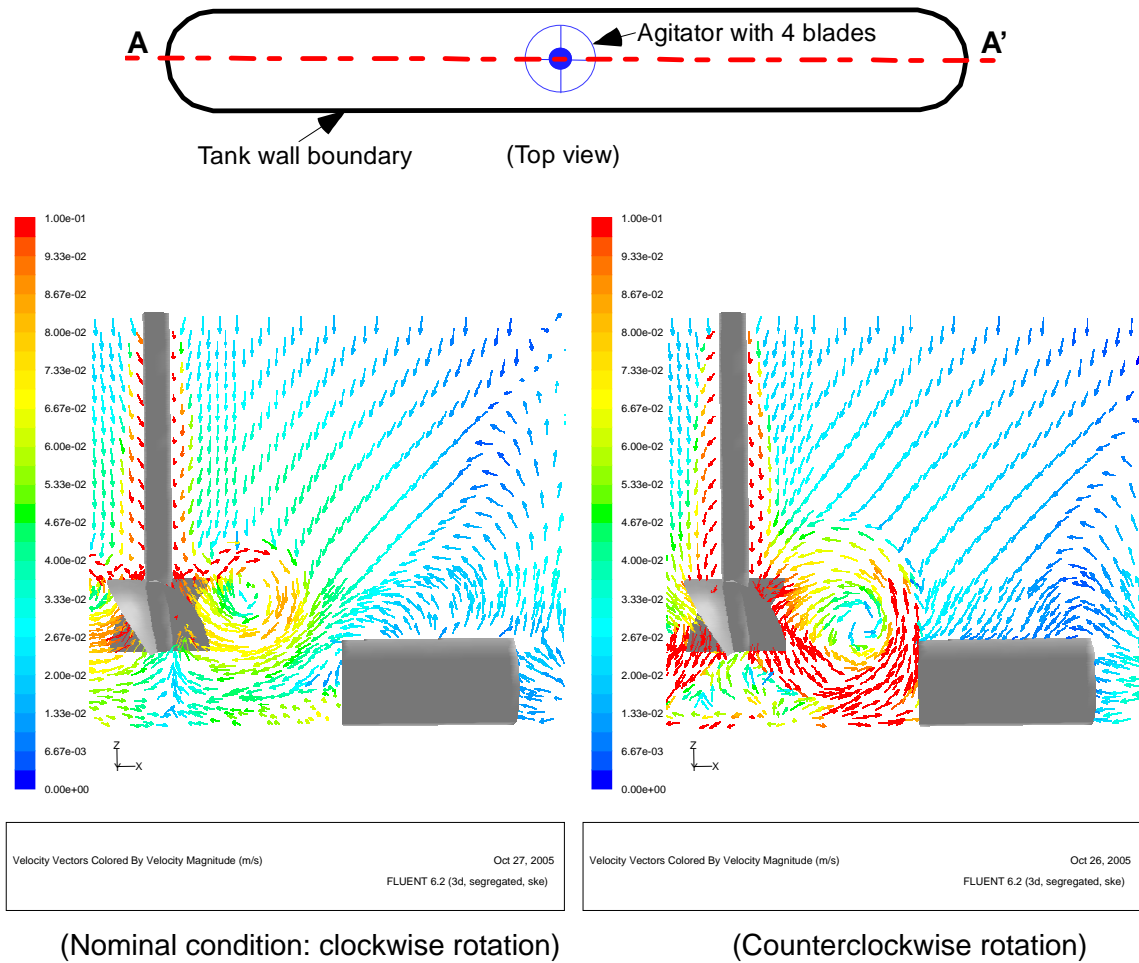 A
Agitator with 4 blades
A'
Tank wall boundary
(Top view)
1.00e-01
9.33e-02
8.67e-02
8.00e-02
7.33e-02
6.67e-02
6.00e-02
5.33e-02
4.67e-02
4.00e-02
3.33e-02
2.67e-02
2.00e-02
1.33e-02
6.67e-03
0.00e+00
Z
Y
X
Velocity Vectors Colored By Velocity Magnitude (m/s)
Oct 27, 2005
FLUENT 6.2 (3d, segregated, ske)
(Nominal condition: clockwise rotation)
1.00e-01
9.33e-02
8.67e-02
8.00e-02
7.33e-02
6.67e-02
6.00e-02
5.33e-02
4.67e-02
4.00e-02
3.33e-02
2.67e-02
2.00e-02
1.33e-02
6.67e-03
0.00e+00
Z
Y
X
Velocity Vectors Colored By Velocity Magnitude (m/s)
Oct 26, 2005
FLUENT 6.2 (3d, segregated, ske)
(Counterclockwise rotation)